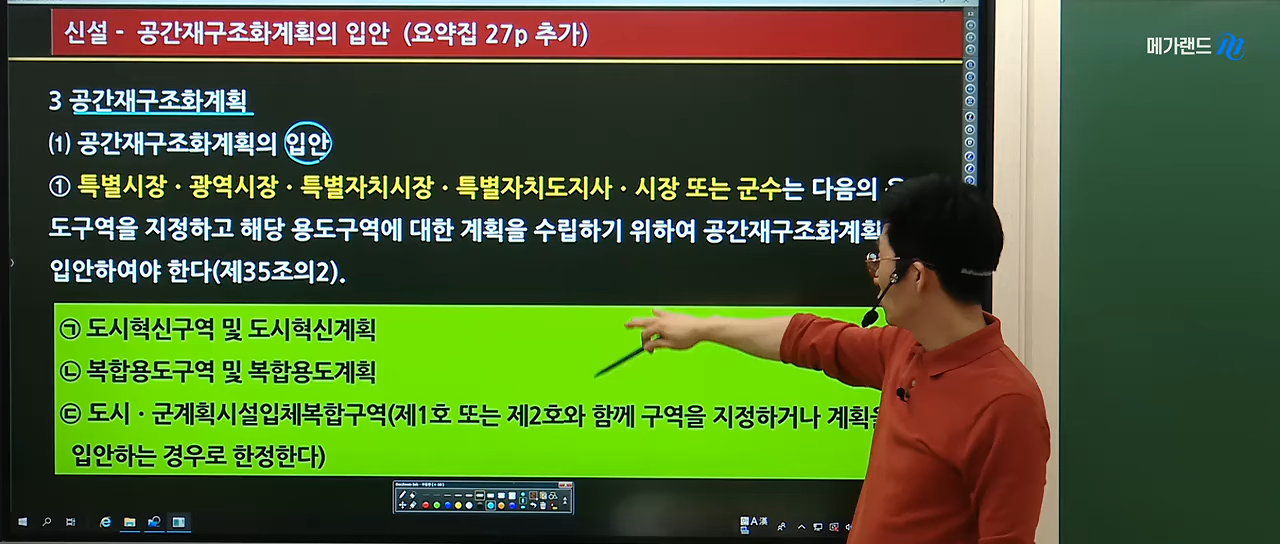 신설 - 공간재구조화계획의 입안 (요약집 27p 추가)
메가랜드
3 공간재구조화계획
⑴ 공간재구조화계획의 입안
① 특별시장 · 광역시장 · 특별자치시장 · 특별자치도지사 · 시장 또는 군수는 다음의
도구역을 지정하고 해당 용도구역에 대한 계획을 수립하기 위하여 공간재구조화계획
입안하여야 한다(제35조의2).
㉠ 도시혁신구역 및 도시혁신계획
㉡ 복합용도구역 및 복합용도계획
㉢ 도시 · 군계획시설입체복합구역(제1호 또는 제2호와 함께 구역을 지정하거나 계획을
입안하는 경우로 한정한다)
A 漢